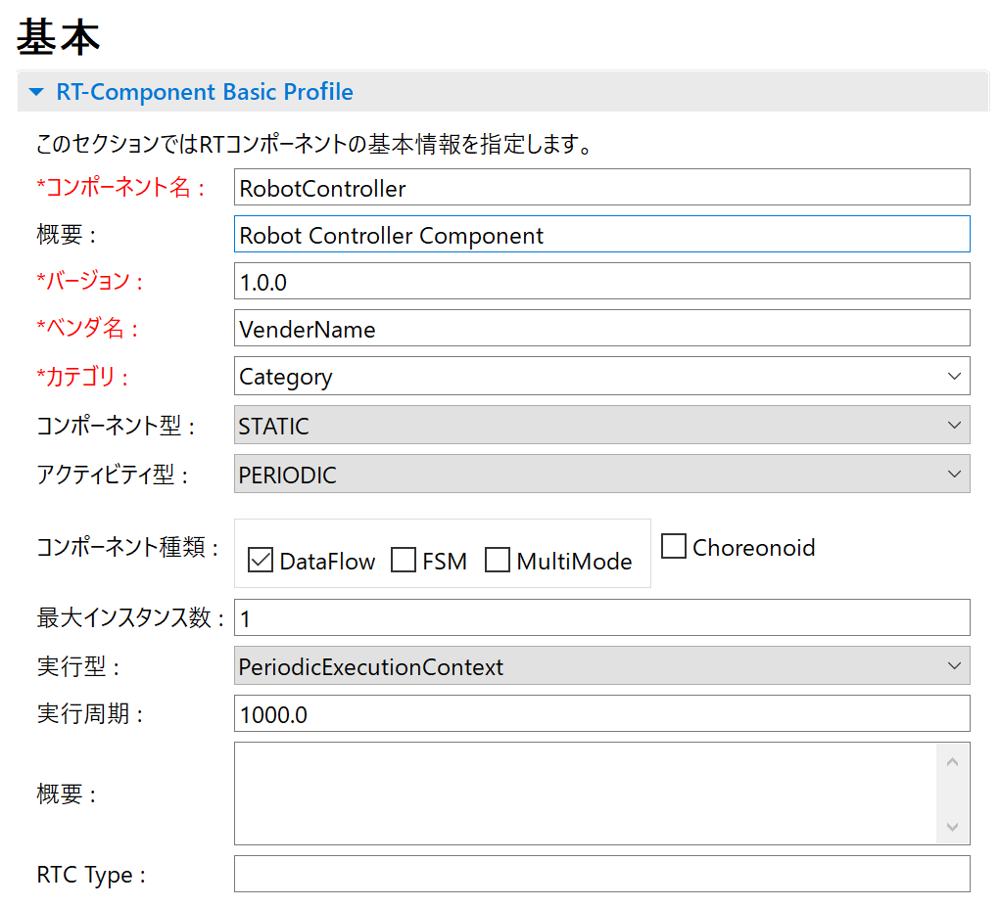 基本
RT-Component Basic Profile
このセクションではRTコンポーネントの基本情報を指定します。
*コンポーネント名 : RobotController
概要 : Robot Controller Component
*バージョン : 1.0.0
*ベンダ名 : VenderName
*カテゴリ : Category
コンポーネント型 : STATIC
アクティビティ型 : PERIODIC
コンポーネント種類 : DataFlow FSM MultiMode Choreonoid
最大インスタンス数 : 1
実行型 : PeriodicExecutionContext
実行周期 : 1000.0
概要 :
RTC Type :